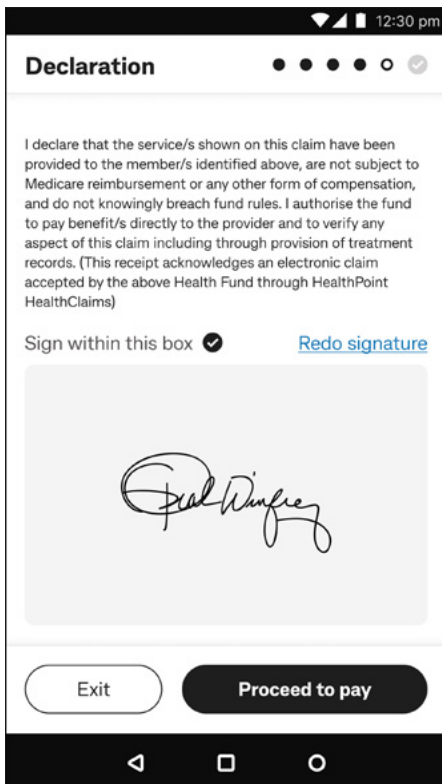 12:30 pm
Declaration
I declare that the service/s shown on this claim have been
provided to the member/s identified above, are not subject to
Medicare reimbursement or any other form of compensation,
and do not knowingly breach fund rules. I authorise the fund
to pay benefit/s directly to the provider and to verify any
aspect of this claim including through provision of treatment
records. (This receipt acknowledges an electronic claim
accepted by the above Health Fund through HealthPoint
HealthClaims)
Sign within this box
Redo signature
Winfrey
Exit
Proceed to pay